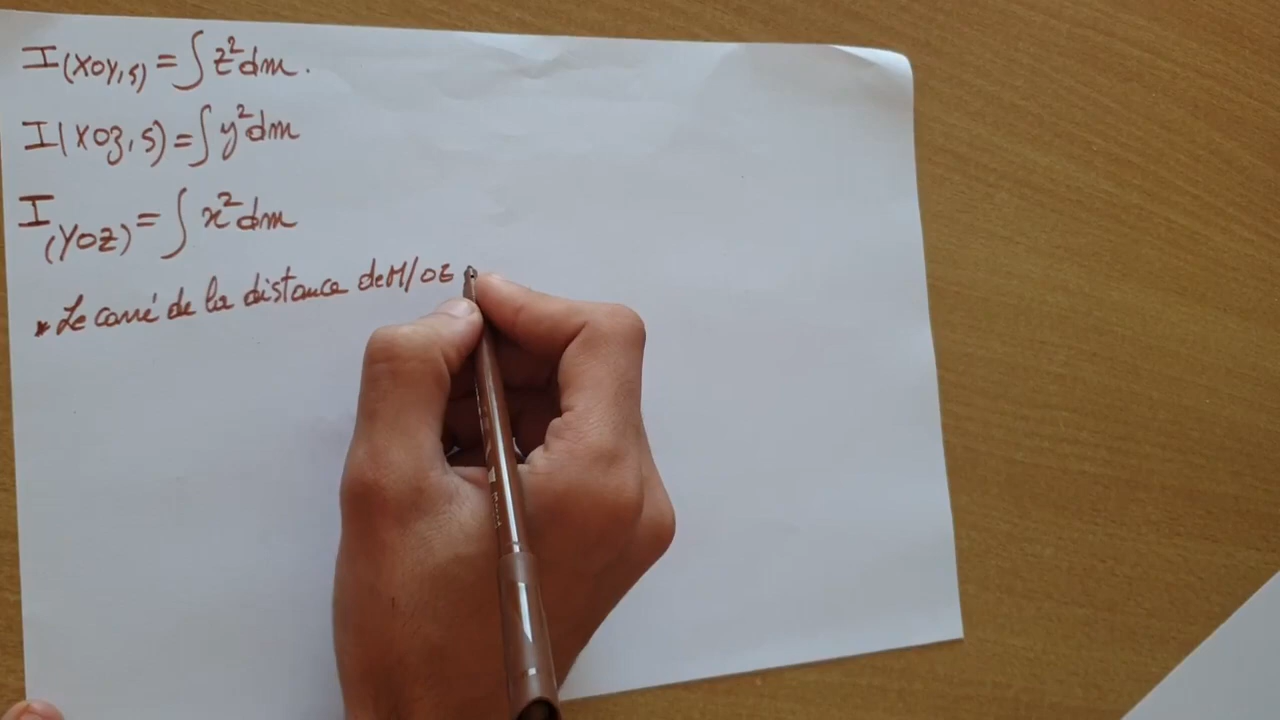 I(XOY,S) = ∫z²dm.
I(XOz,S) = ∫y²dm
I(YOZ) = ∫x²dm
* Le carré de la distance de M/OZ